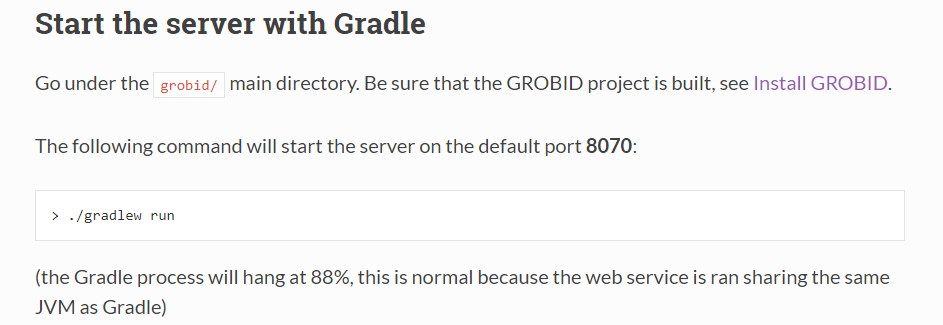 Start the server with Gradle
Go under the grobid/ main directory. Be sure that the GROBID project is built, see Install GROBID.
The following command will start the server on the default port 8070:
> ./gradlew run
(the Gradle process will hang at 88%, this is normal because the web service is ran sharing the same
JVM as Gradle)